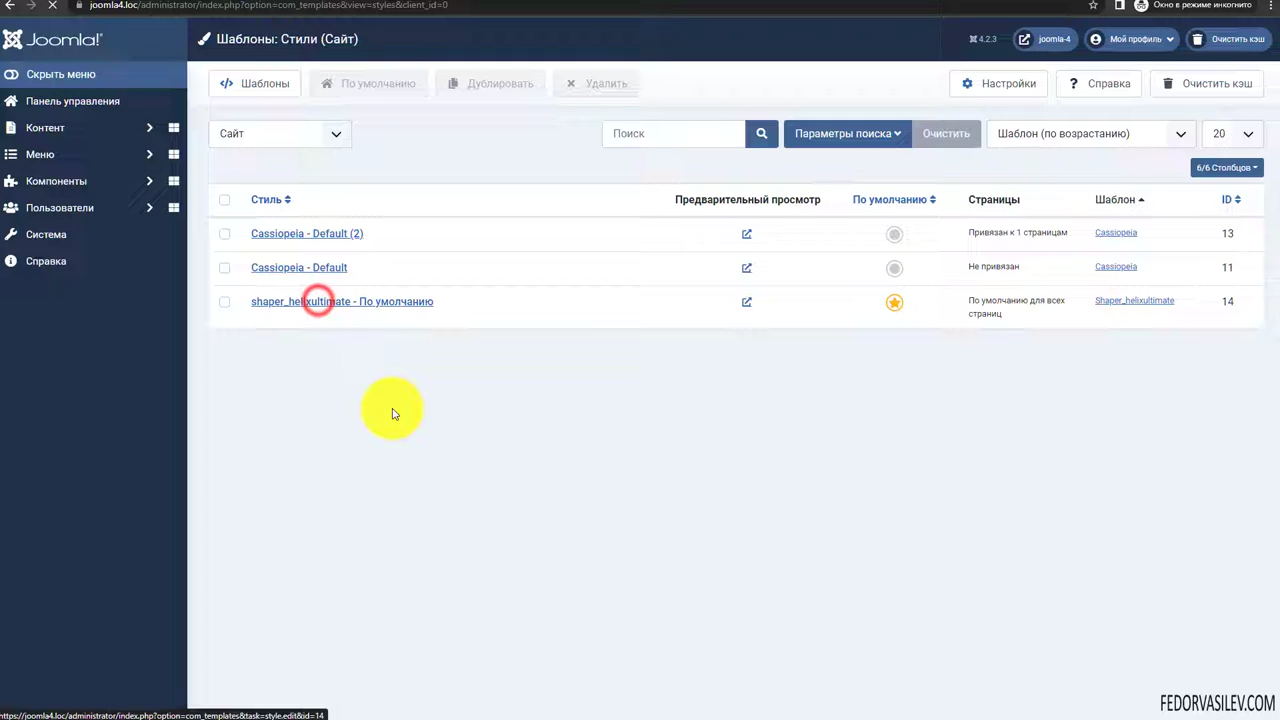 joomla4.loc/administrator/index.php?option=com_templates&view=styles&client_id=0
Окно в режиме инкогнито
Joomla!
Шаблоны: Стили (Сайт)
4.2.3
joomla-4
Мой профиль
Очистить кэш
Скрыть меню
Панель управления
Контент
Меню
Компоненты
Пользователи
Система
Справка
Шаблоны
По умолчанию
Дублировать
Удалить
Настройки
Справка
Очистить кэш
Сайт
Поиск
Параметры поиска
Очистить
Шаблон (по возрастанию)
20
6/6 Столбцов
Стиль
Предварительный просмотр
По умолчанию
Страницы
Шаблон
ID
Cassiopeia - Default (2)
Привязан к 1 страницам
Cassiopeia
13
Cassiopeia - Default
Не привязан
Cassiopeia
11
shaper_helixultimate - По умолчанию
По умолчанию для всех
страниц
Shaper_helixultimate
14
https://joomla4.loc/administrator/index.php?option=com_templates&task=style.edit&id=14
FEDORVASILEV.COM